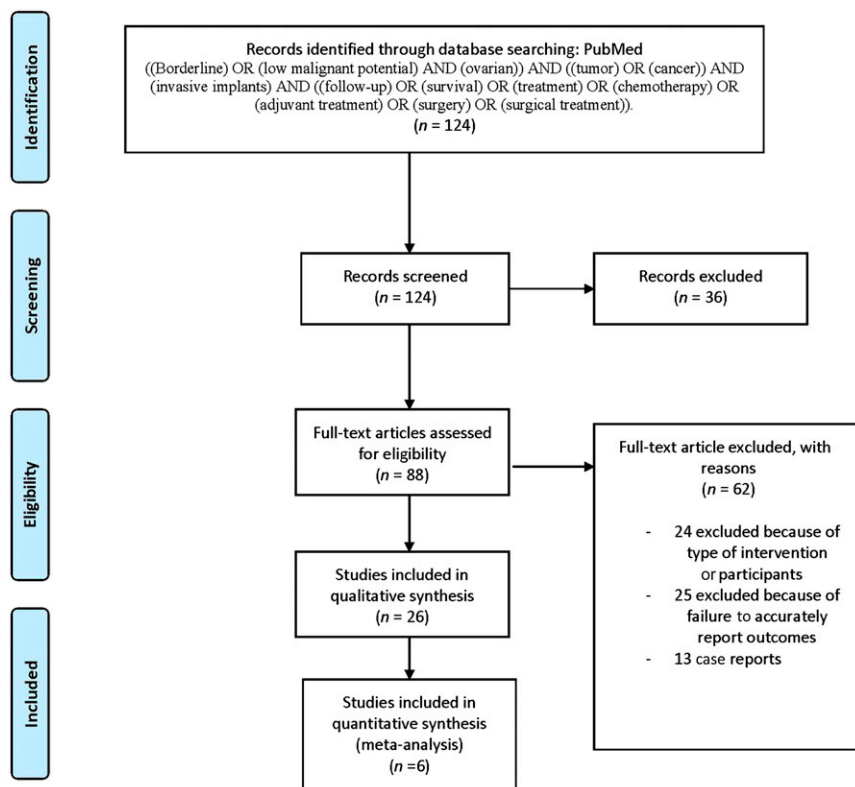 Identification
Records identified through database searching: PubMed
((Borderline) OR (low malignant potential) AND (ovarian)) AND ((tumor) OR (cancer)) AND
(invasive implants) AND ((follow-up) OR (survival) OR (treatment) OR (chemotherapy) OR
(adjuvant treatment) OR (surgery) OR (surgical treatment)).
(n = 124)
Screening
Records screened
(n = 124)
Records excluded
(n = 36)
Eligibility
Full-text articles assessed
for eligibility
(n = 88)
Full-text article excluded, with
reasons
(n = 62)
- 24 excluded because of
type of intervention
or participants
- 25 excluded because of
failure to accurately
report outcomes
- 13 case reports
Studies included in
qualitative synthesis
(n = 26)
Included
Studies included in
quantitative synthesis
(meta-analysis)
(n =6)